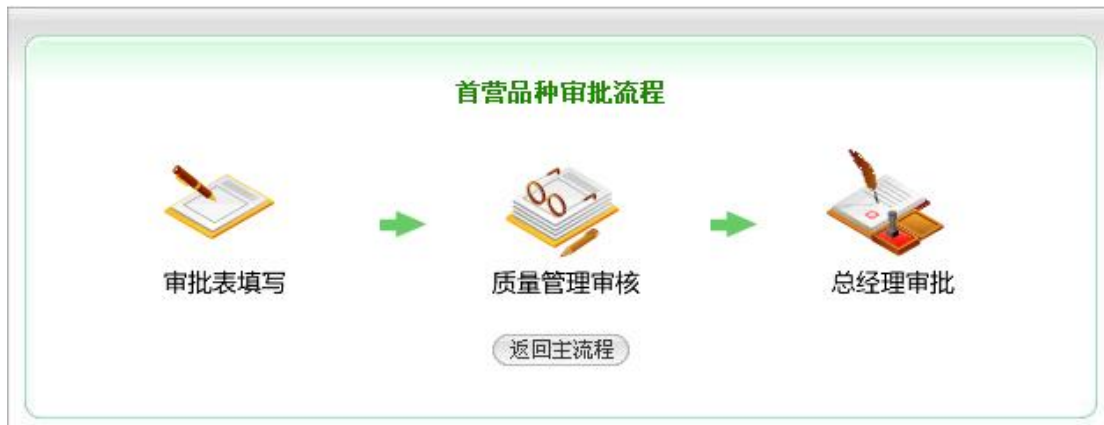 首营品种审批流程
审批表填写
质量管理审核
总经理审批
返回主流程